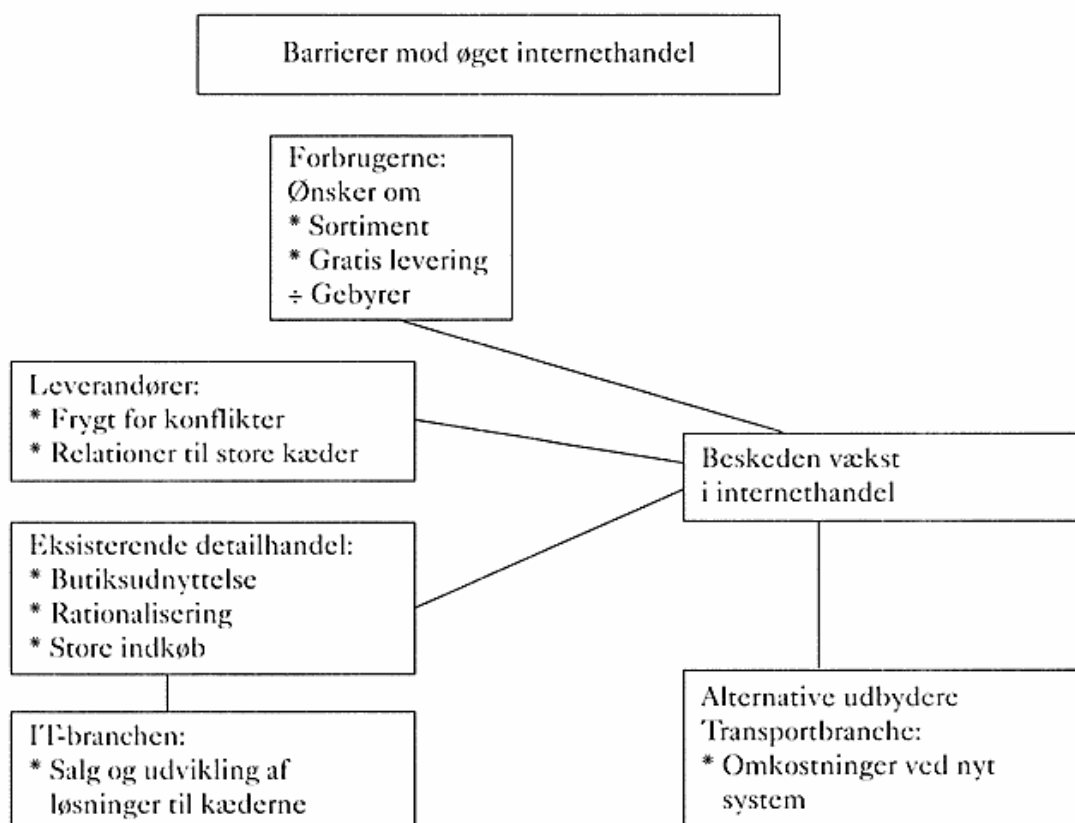 Barrierer mod øget internethandel
Forbrugerne:
Ønsker om
* Sortiment
* Gratis levering
÷ Gebyrer
Leverandører:
* Frygt for konflikter
* Relationer til store kæder
Beskeden vækst
i internethandel
Eksisterende detailhandel:
* Butiksudnyttelse
* Rationalisering
* Store indkøb
IT-branchen:
* Salg og udvikling af
løsninger til kæderne
Alternative udbydere
Transportbranche:
* Omkostninger ved nyt
system